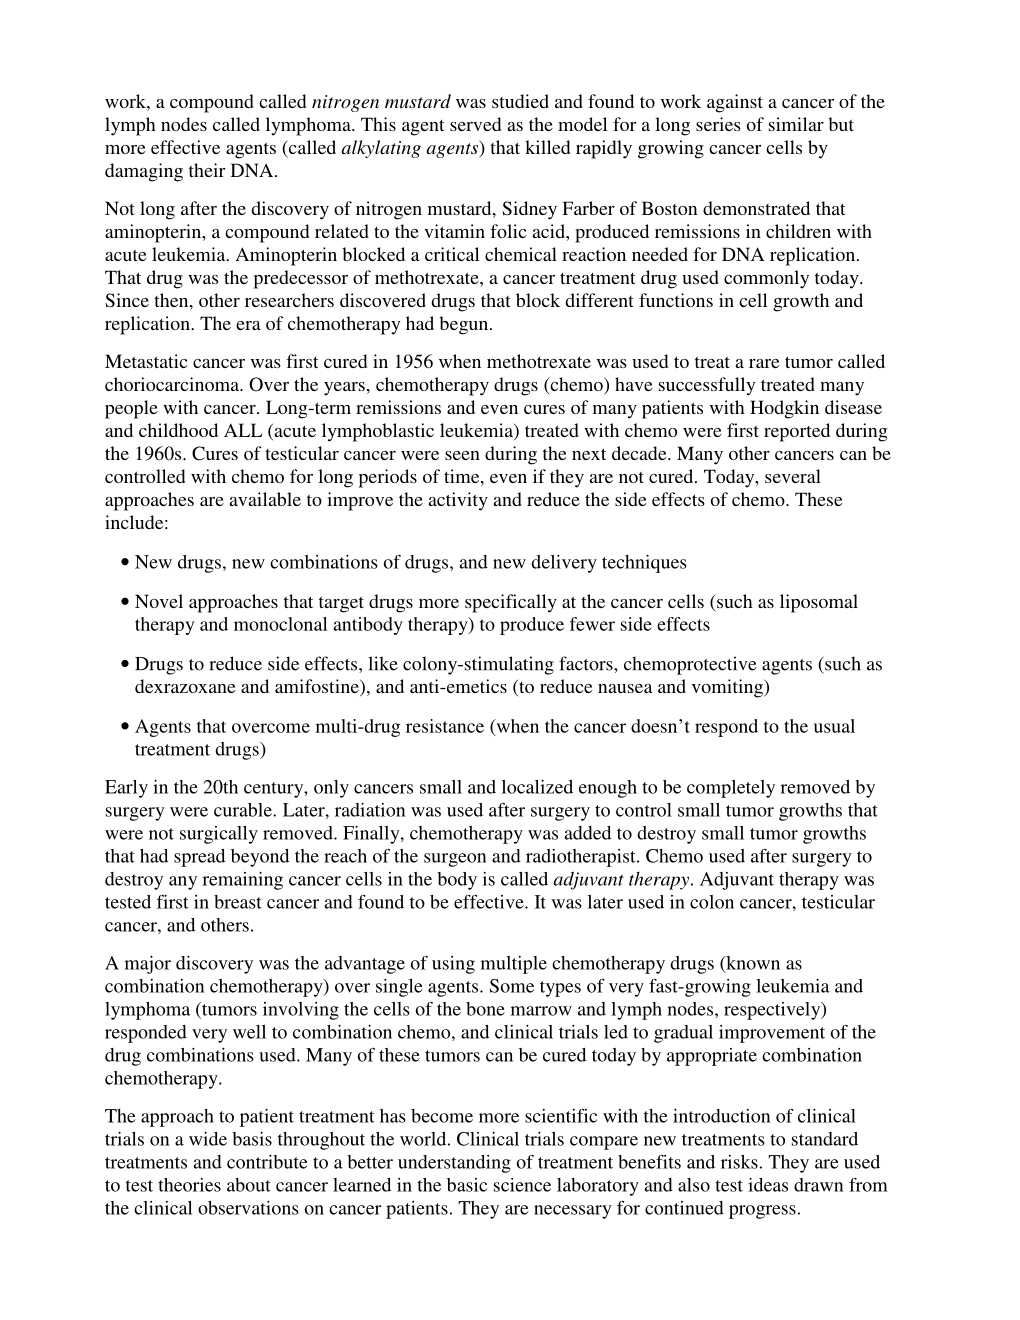 work, a compound called nitrogen mustard was studied and found to work against a cancer of the
lymph nodes called lymphoma. This agent served as the model for a long series of similar but
more effective agents (called alkylating agents) that killed rapidly growing cancer cells by
damaging their DNA.
Not long after the discovery of nitrogen mustard, Sidney Farber of Boston demonstrated that
aminopterin, a compound related to the vitamin folic acid, produced remissions in children with
acute leukemia. Aminopterin blocked a critical chemical reaction needed for DNA replication.
That drug was the predecessor of methotrexate, a cancer treatment drug used commonly today.
Since then, other researchers discovered drugs that block different functions in cell growth and
replication. The era of chemotherapy had begun.
Metastatic cancer was first cured in 1956 when methotrexate was used to treat a rare tumor called
choriocarcinoma. Over the years, chemotherapy drugs (chemo) have successfully treated many
people with cancer. Long-term remissions and even cures of many patients with Hodgkin disease
and childhood ALL (acute lymphoblastic leukemia) treated with chemo were first reported during
the 1960s. Cures of testicular cancer were seen during the next decade. Many other cancers can be
controlled with chemo for long periods of time, even if they are not cured. Today, several
approaches are available to improve the activity and reduce the side effects of chemo. These
include:
• New drugs, new combinations of drugs, and new delivery techniques
• Novel approaches that target drugs more specifically at the cancer cells (such as liposomal
therapy and monoclonal antibody therapy) to produce fewer side effects
• Drugs to reduce side effects, like colony-stimulating factors, chemoprotective agents (such as
dexrazoxane and amifostine), and anti-emetics (to reduce nausea and vomiting)
• Agents that overcome multi-drug resistance (when the cancer doesn’t respond to the usual
treatment drugs)
Early in the 20th century, only cancers small and localized enough to be completely removed by
surgery were curable. Later, radiation was used after surgery to control small tumor growths that
were not surgically removed. Finally, chemotherapy was added to destroy small tumor growths
that had spread beyond the reach of the surgeon and radiotherapist. Chemo used after surgery to
destroy any remaining cancer cells in the body is called adjuvant therapy. Adjuvant therapy was
tested first in breast cancer and found to be effective. It was later used in colon cancer, testicular
cancer, and others.
A major discovery was the advantage of using multiple chemotherapy drugs (known as
combination chemotherapy) over single agents. Some types of very fast-growing leukemia and
lymphoma (tumors involving the cells of the bone marrow and lymph nodes, respectively)
responded very well to combination chemo, and clinical trials led to gradual improvement of the
drug combinations used. Many of these tumors can be cured today by appropriate combination
chemotherapy.
The approach to patient treatment has become more scientific with the introduction of clinical
trials on a wide basis throughout the world. Clinical trials compare new treatments to standard
treatments and contribute to a better understanding of treatment benefits and risks. They are used
to test theories about cancer learned in the basic science laboratory and also test ideas drawn from
the clinical observations on cancer patients. They are necessary for continued progress.